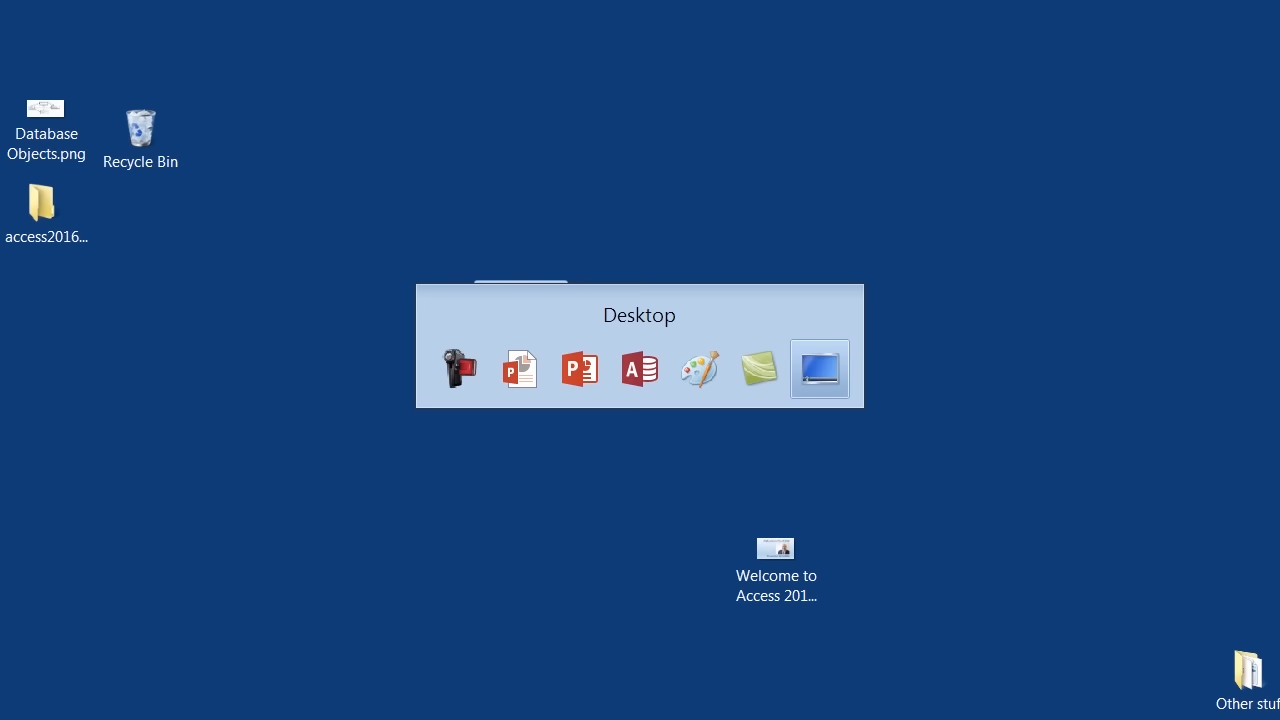 Database
Objects.png
Recycle Bin
access2016...
Desktop
P
P
A
Welcome to
Access 201...
Other stuf